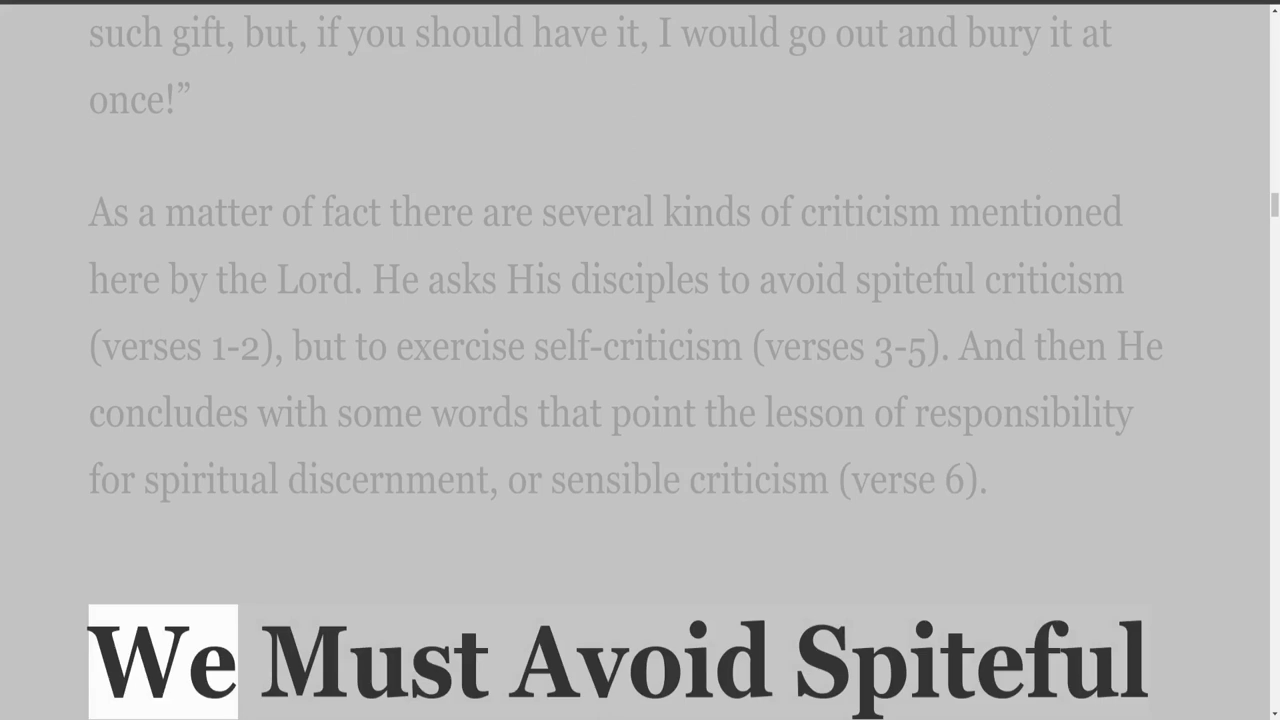 such gift, but, if you should have it, I would go out and bury it at
once!”
As a matter of fact there are several kinds of criticism mentioned
here by the Lord. He asks His disciples to avoid spiteful criticism
(verses 1-2), but to exercise self-criticism (verses 3-5). And then He
concludes with some words that point the lesson of responsibility
for spiritual discernment, or sensible criticism (verse 6).
We Must Avoid Spiteful